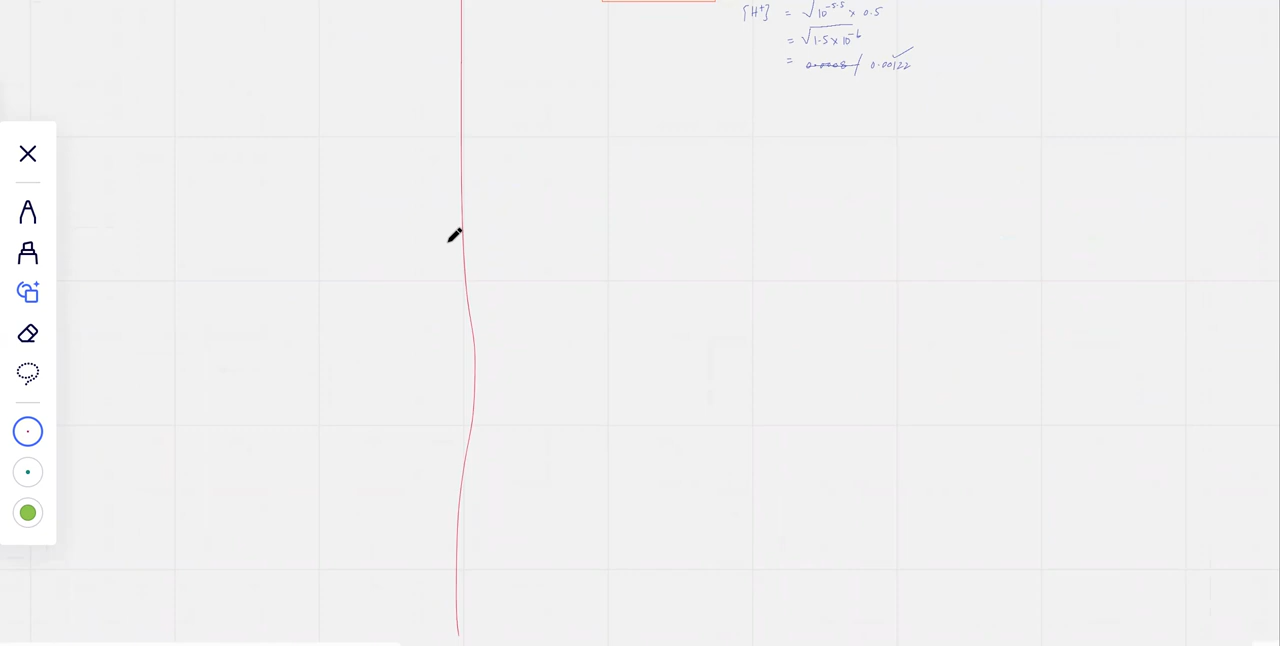 [H⁺] = √10⁻⁵·⁵ × 0.5
= √1.5 × 10⁻⁶
= 0.00122